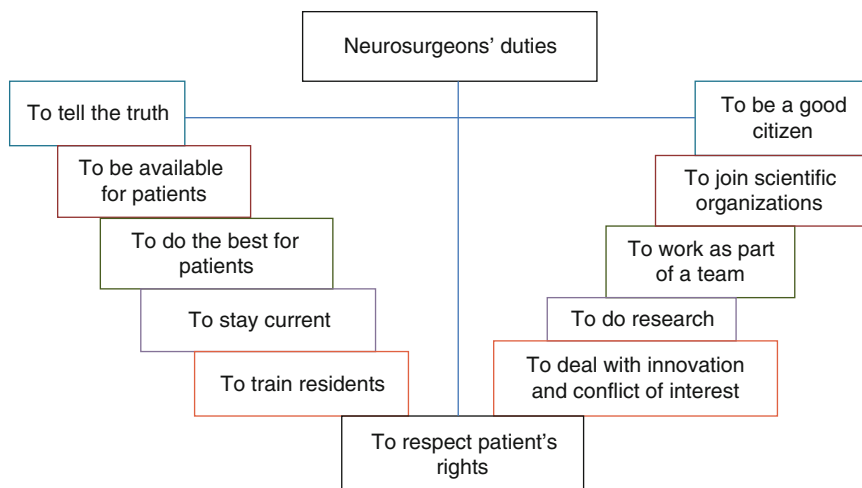 Neurosurgeons’ duties
To tell the truth
To be available
for patients
To do the best for
patients
To stay current
To train residents
To be a good
citizen
To join scientific
organizations
To work as part
of a team
To do research
To deal with innovation
and conflict of interest
To respect patient’s
rights